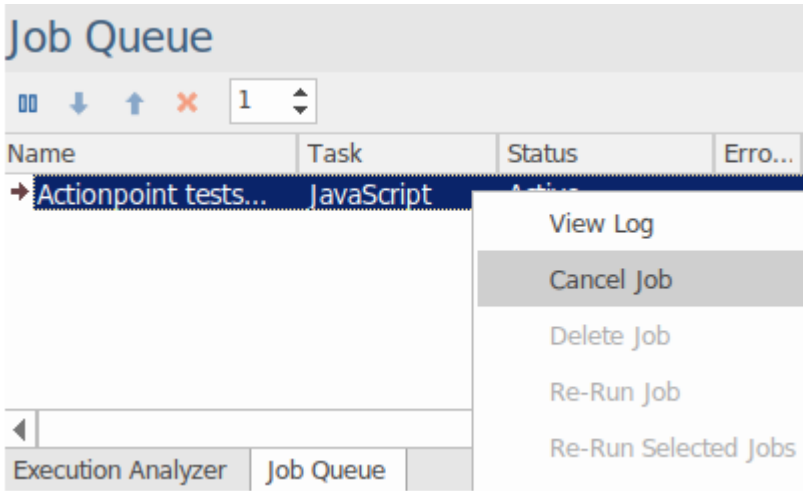 Job Queue
1
Name Task Status Erro...
Actionpoint tests... JavaScript Active
View Log
Cancel Job
Delete Job
Re-Run Job
Re-Run Selected Jobs
Execution Analyzer Job Queue